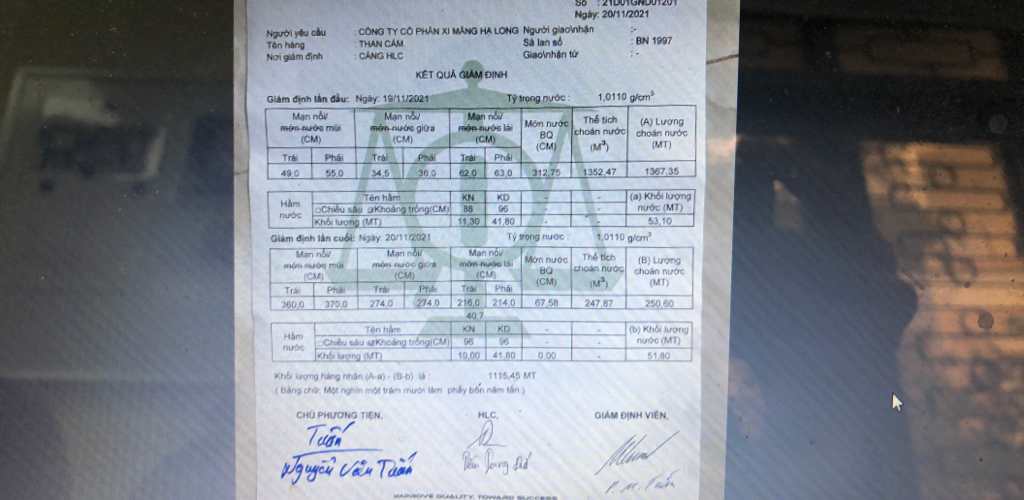 Số : 21D01GND01201
Ngày: 20/11/2021
Người yêu cầu : CÔNG TY CỔ PHẦN XI MĂNG HẠ LONG Người giao\nhận :-
Tên hàng : THAN CÁM. Sà lan số : BN 1997
Nơi giám định : CẢNG HLC Giao\nhận từ : -
KẾT QUẢ GIÁM ĐỊNH
Giám định lần đầu: Ngày: 19/11/2021 Tỷ trọng nước : 1,0110 g/cm³
Mạn nổi/ món nước mũi (CM) Mạn nổi/ món nước giữa (CM) Mạn nổi/ món nước lái (CM) Món nước BQ (CM) Thể tích choán nước (M³) (A) Lượng choán nước (MT)
Trái Phải Trái Phải Trái Phải
49,0 55,0 34,5 36,0 62,0 63,0 312,75 1352,47 1367,35
Hầm nước Tên hầm KN KD - - (a) Khối lượng nước (MT)
□Chiều sâu ☑Khoảng trống(CM) 88 96 - -
Khối lượng (MT) 11,30 41,80 - - 53,10
Giám định lần cuối: Ngày: 20/11/2021 Tỷ trọng nước : 1,0110 g/cm³
Mạn nổi/ món nước mũi (CM) Mạn nổi/ món nước giữa (CM) Mạn nổi/ món nước lái (CM) Món nước BQ (CM) Thể tích choán nước (M³) (B) Lượng choán nước (MT)
Trái Phải Trái Phải Trái Phải
360,0 370,0 274,0 274,0 216,0 214,0 67,58 247,87 250,60
40,7
Hầm nước Tên hầm KN KD - - (b) Khối lượng nước (MT)
□Chiều sâu ☑Khoảng trống(CM) 96 96 - -
Khối lượng (MT) 10,00 41,80 0,00 - 51,80
Khối lượng hàng nhận (A-a) - (B-b) là : 1115,45 MT
( Bằng chữ: Một nghìn một trăm mười lăm phẩy bốn năm tấn )
CHỦ PHƯƠNG TIỆN, HLC, GIÁM ĐỊNH VIÊN,
Tuấn
Nguyễn Văn Tuấn
P. M. Tuấn
IMPROVE QUALITY, TOWARD SUCCESS